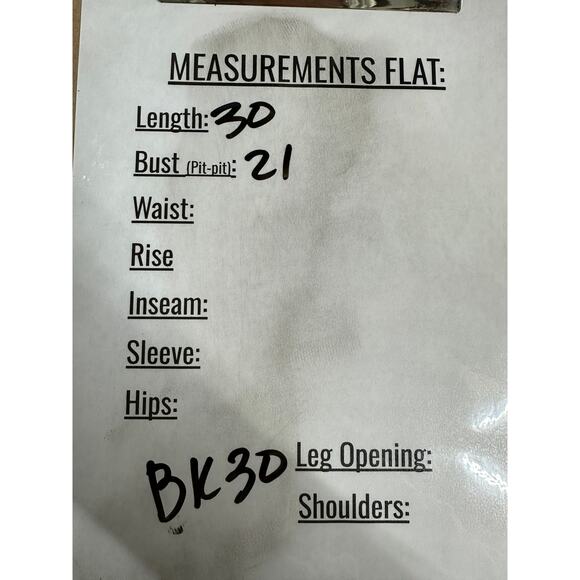 MEASUREMENTS FLAT:
Length: 30
Bust (Pit-pit): 21
Waist:
Rise
Inseam:
Sleeve:
Hips:
BK30
Leg Opening:
Shoulders: